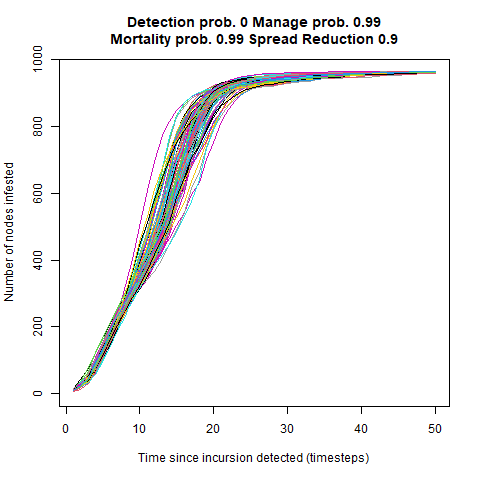 Detection prob. 0 Manage prob. 0.99
Mortality prob. 0.99 Spread Reduction 0.9
Number of nodes infested
1000
800
600
400
200
0
0 10 20 30 40 50
Time since incursion detected (timesteps)